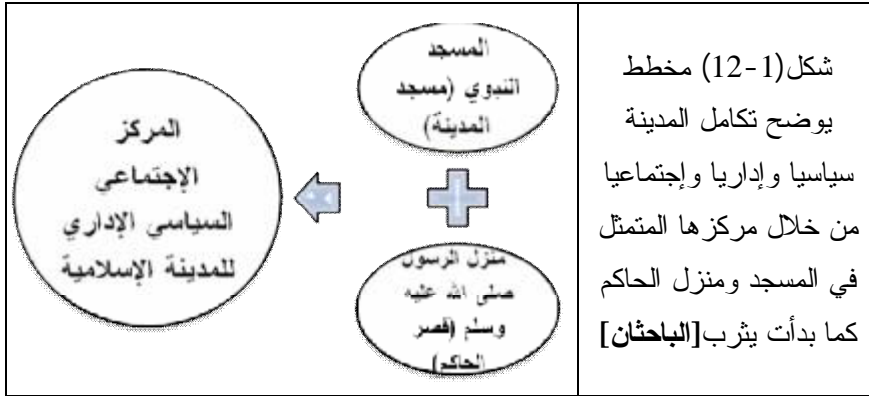 شكل(1-12) مخطط
يوضح تكامل المدينة
سياسيا وإداريا وإجتماعيا
من خلال مركزها المتمثل
في المسجد ومنزل الحاكم
كما بدأت يثرب[الباحثان]
المسجد
النبوي (مسجد
المدينة)
منزل الرسول
صلى الله عليه
وسلم (قصر
الحاكم)
المركز
الإجتماعي
السياسي الإداري
للمدينة الإسلامية